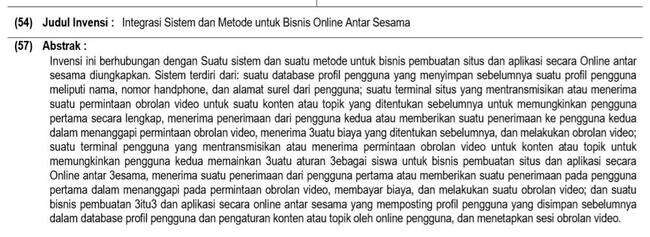 (54) Judul Invensi : Integrasi Sistem dan Metode untuk Bisnis Online Antar Sesama
(57) Abstrak :
Invensi ini berhubungan dengan Suatu sistem dan suatu metode untuk bisnis pembuatan situs dan aplikasi secara Online antar
sesama diungkapkan. Sistem terdiri dari: suatu database profil pengguna yang menyimpan sebelumnya suatu profil pengguna
meliputi nama, nomor handphone, dan alamat surel dari pengguna; suatu terminal situs yang mentransmisikan atau menerima
suatu permintaan obrolan video untuk suatu konten atau topik yang ditentukan sebelumnya untuk memungkinkan pengguna
pertama secara lengkap, menerima penerimaan dari pengguna kedua atau memberikan suatu penerimaan ke pengguna kedua
dalam menanggapi permintaan obrolan video, menerima 3uatu biaya yang ditentukan sebelumnya, dan melakukan obrolan video;
suatu terminal pengguna yang mentransmisikan atau menerima permintaan obrolan video untuk konten atau topik untuk
memungkinkan pengguna kedua memainkan 3uatu aturan 3ebagai siswa untuk bisnis pembuatan situs dan aplikasi secara
Online antar 3esama, menerima suatu penerimaan dari pengguna pertama atau memberikan suatu penerimaan pada pengguna
pertama dalam menanggapi pada permintaan obrolan video, membayar biaya, dan melakukan suatu obrolan video; dan suatu
bisnis pembuatan 3itu3 dan aplikasi secara online antar sesama yang memposting profil pengguna yang disimpan sebelumnya
dalam database profil pengguna dan pengaturan konten atau topik oleh online pengguna, dan menetapkan sesi obrolan video.